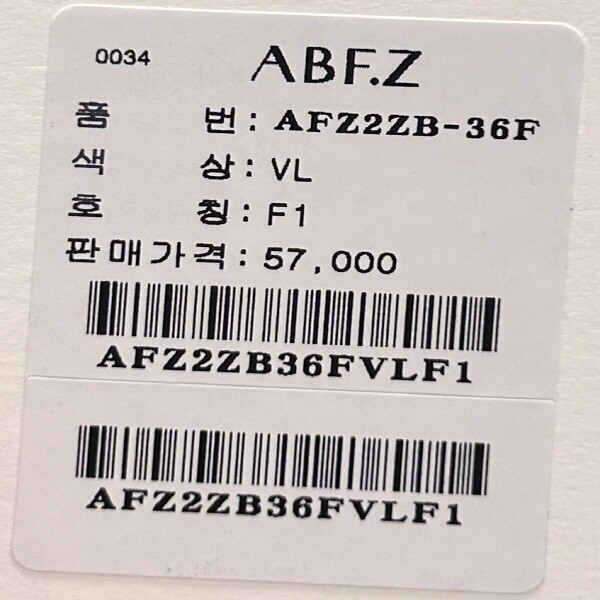 0034 ABF.Z
품 번 : AFZ2ZB-36F
색 상 : VL
호 칭 : F1
판매가격 : 57,000
AFZ2ZB36FVLF1
AFZ2ZB36FVLF1